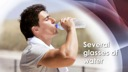 Several
glasses of
water